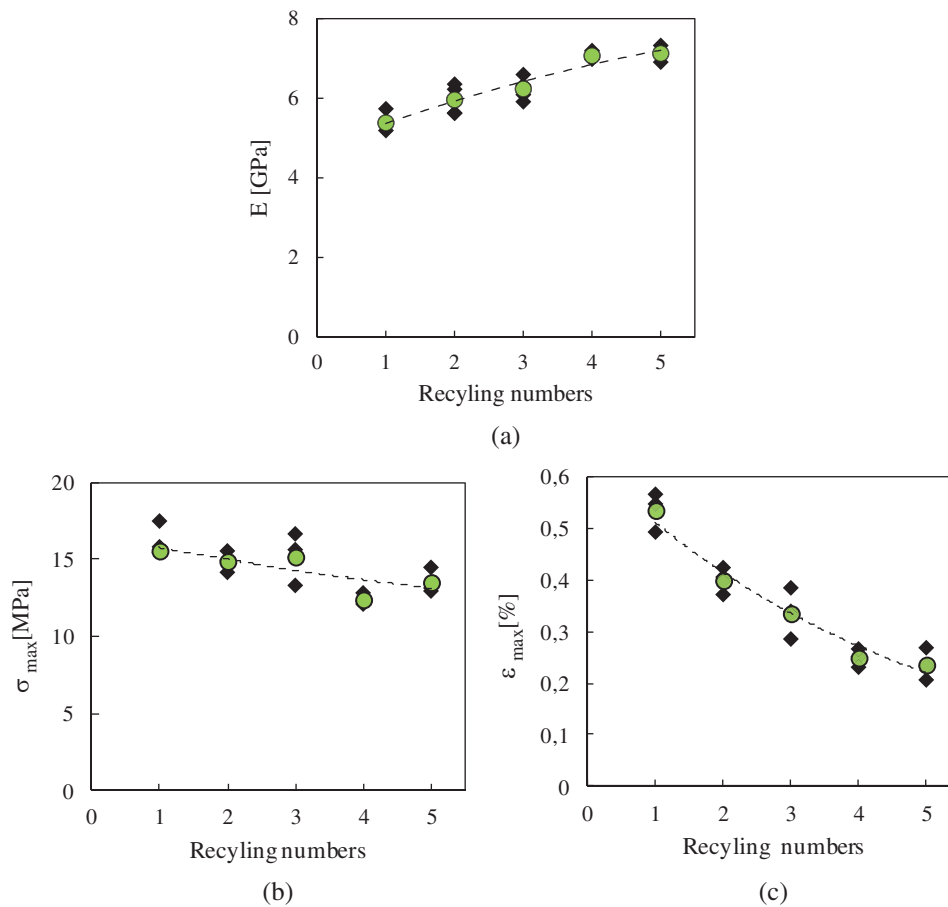 8
6
4
2
0
E [GPa]
0 1 2 3 4 5
Recyling numbers
(a)
20
15
10
5
0
σ max[MPa]
0 1 2 3 4 5
Recyling numbers
(b)
0,6
0,5
0,4
0,3
0,2
0,1
0
ε max[%]
0 1 2 3 4 5
Recyling numbers
(c)